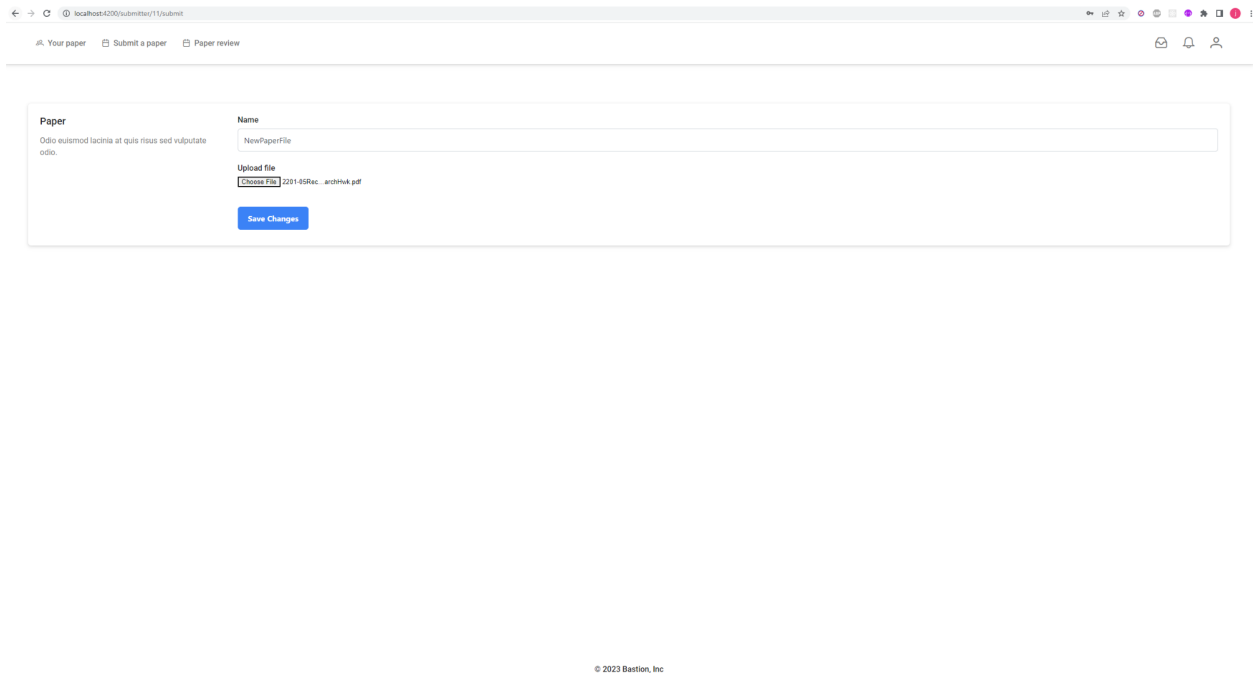 localhost:4200/submitter/11/submit
Your paper Submit a paper Paper review
Paper
Odio euismod lacinia at quis risus sed vulputate
odio.
Name
NewPaperFile
Upload file
Choose File 2201-05Rec...archHwk.pdf
Save Changes
© 2023 Bastion, Inc